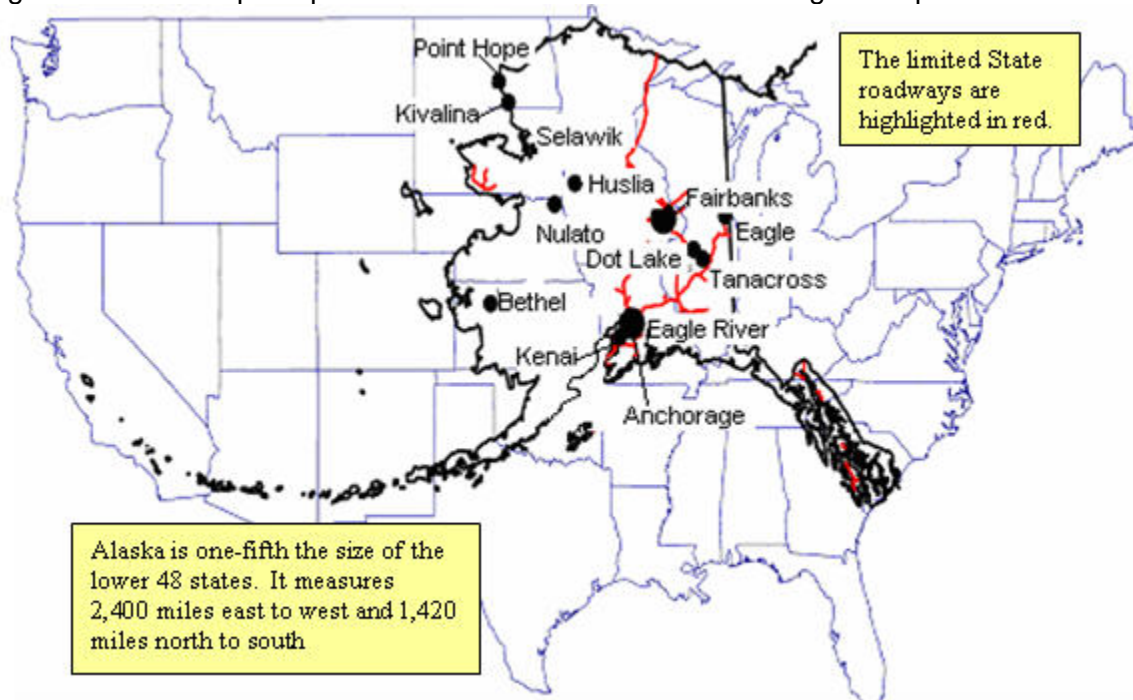 Point Hope
The limited State
roadways are
highlighted in red.
Kivalina
Selawik
Huslia
Fairbanks
Nulato
Eagle
Dot Lake
Tanacross
Bethel
Eagle River
Kenai
Anchorage
Alaska is one-fifth the size of the
lower 48 states. It measures
2,400 miles east to west and 1,420
miles north to south